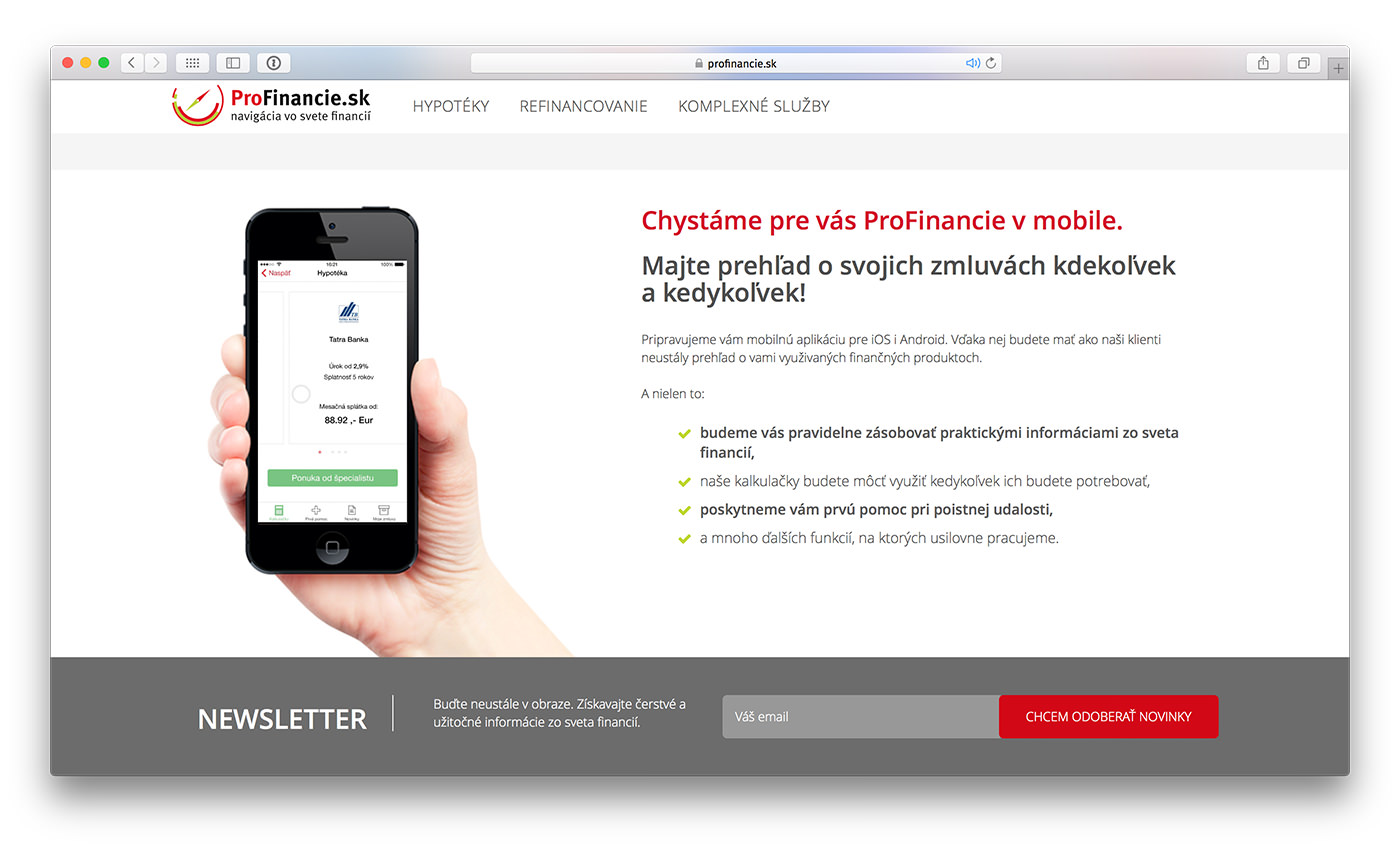 profinancie.sk
ProFinancie.sk
navigácia vo svete financií
HYPOTÉKY
REFINANCOVANIE
KOMPLEXNÉ SLUŽBY
16:21
100%
Naspäť
Hypotéka
TB
TATRA BANKA
Tatra Banka
Úrok od 2,9%
Splatnosť 5 rokov
Mesačná splátka od:
88.92 ,- Eur
Ponuka od špecialistu
Prvá pomoc
Novinky
Moje zmluvy
Chystáme pre vás ProFinancie v mobile.
Majte prehľad o svojich zmluvách kdekoľvek
a kedykoľvek!
Pripravujeme vám mobilnú aplikáciu pre iOS i Android. Vďaka nej budete mať ako naši klienti
neustály prehľad o vami využivaných finančných produktoch.
A nielen to:
budeme vás pravidelne zásobovať praktickými informáciami zo sveta
financií,
naše kalkulačky budete môcť využiť kedykoľvek ich budete potrebovať,
poskytneme vám prvú pomoc pri poistnej udalosti,
a mnoho ďalších funkcií, na ktorých usilovne pracujeme.
NEWSLETTER
Buďte neustále v obraze. Získavajte čerstvé a
užitočné informácie zo sveta financií.
Váš email
CHCEM ODOBERAŤ NOVINKY